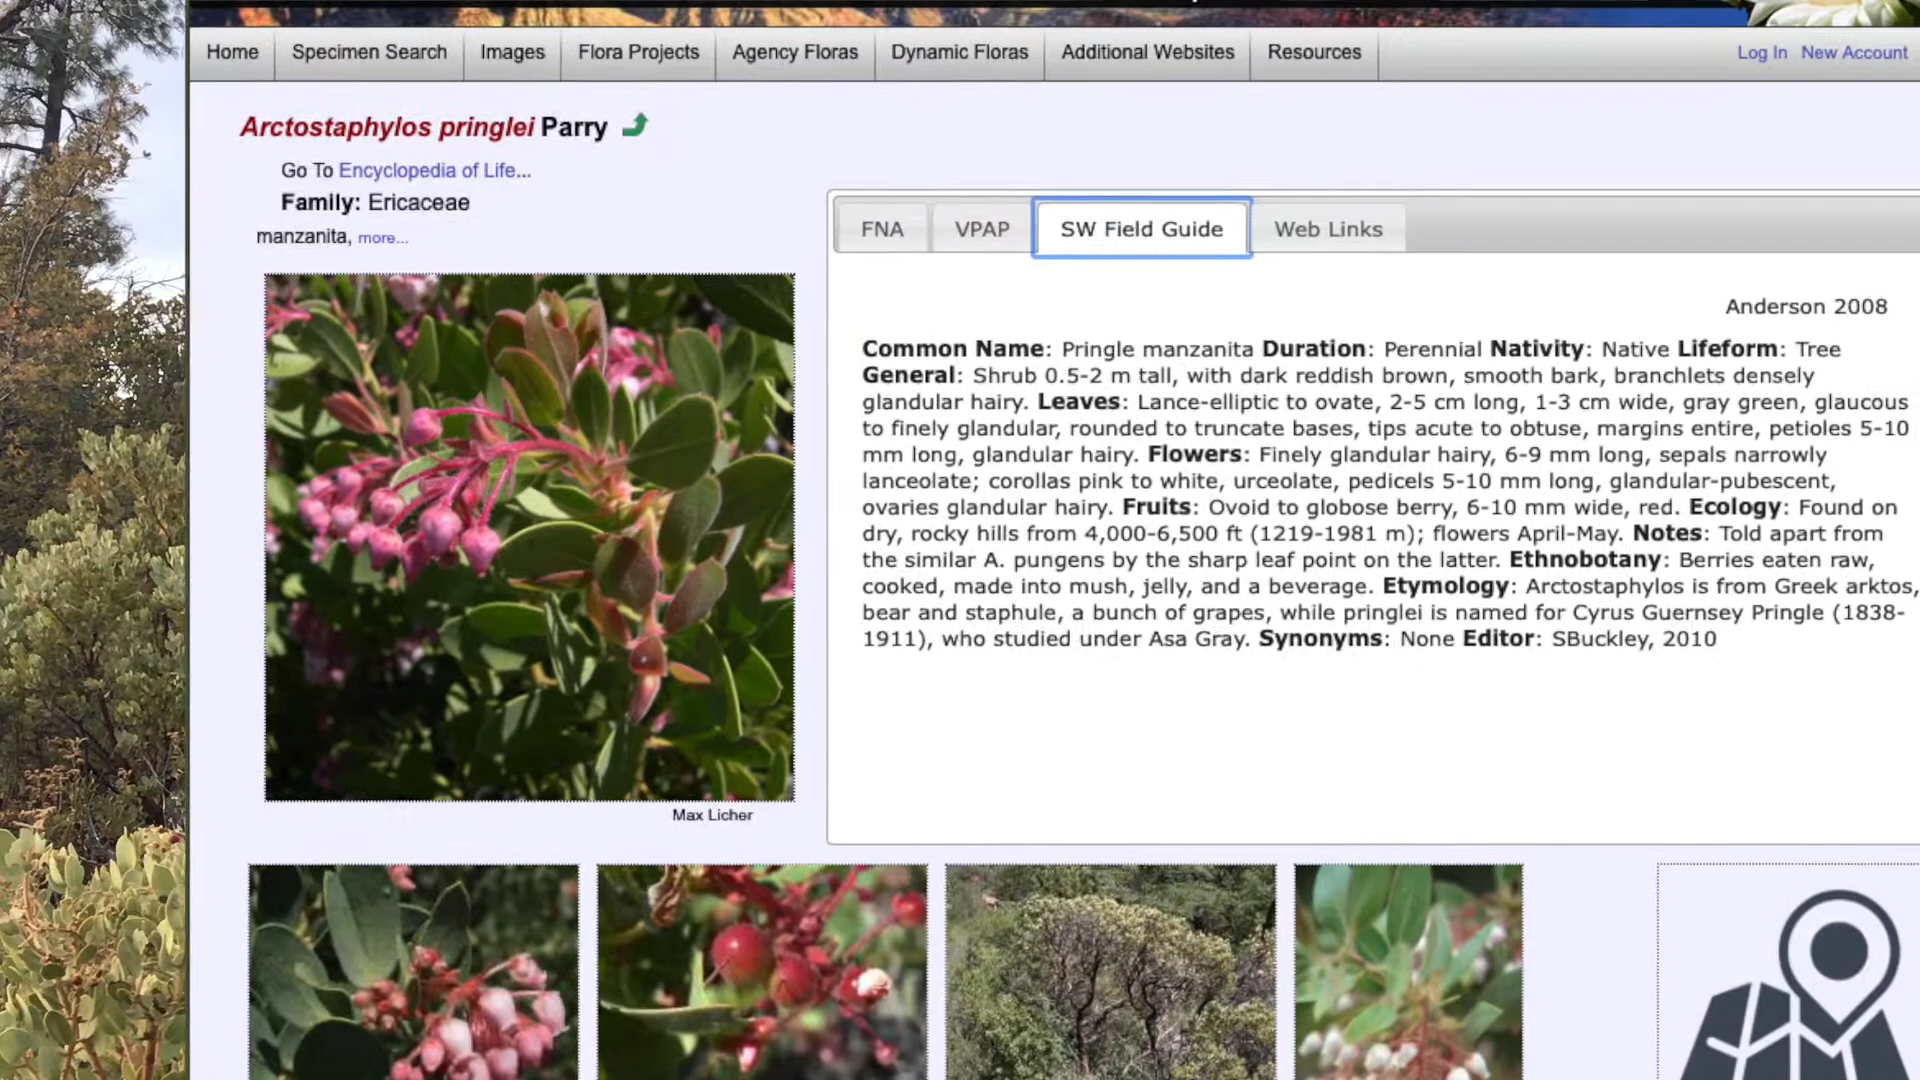 Home Specimen Search Images Flora Projects Agency Floras Dynamic Floras Additional Websites Resources Log In New Account
Arctostaphylos pringlei Parry
Go To Encyclopedia of Life...
Family: Ericaceae
manzanita, more...
FNA VPAP SW Field Guide Web Links
Anderson 2008
Common Name: Pringle manzanita Duration: Perennial Nativity: Native Lifeform: Tree
General: Shrub 0.5-2 m tall, with dark reddish brown, smooth bark, branchlets densely
glandular hairy. Leaves: Lance-elliptic to ovate, 2-5 cm long, 1-3 cm wide, gray green, glaucous
to finely glandular, rounded to truncate bases, tips acute to obtuse, margins entire, petioles 5-10
mm long, glandular hairy. Flowers: Finely glandular hairy, 6-9 mm long, sepals narrowly
lanceolate; corollas pink to white, urceolate, pedicels 5-10 mm long, glandular-pubescent,
ovaries glandular hairy. Fruits: Ovoid to globose berry, 6-10 mm wide, red. Ecology: Found on
dry, rocky hills from 4,000-6,500 ft (1219-1981 m); flowers April-May. Notes: Told apart from
the similar A. pungens by the sharp leaf point on the latter. Ethnobotany: Berries eaten raw,
cooked, made into mush, jelly, and a beverage. Etymology: Arctostaphylos is from Greek arktos,
bear and staphule, a bunch of grapes, while pringlei is named for Cyrus Guernsey Pringle (1838-
1911), who studied under Asa Gray. Synonyms: None Editor: SBuckley, 2010
Max Licher